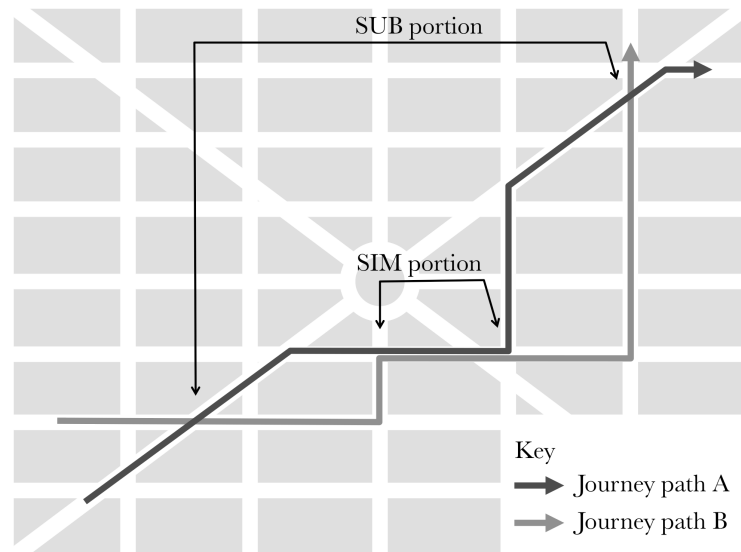 SUB portion
SIM portion
Key
Journey path A
Journey path B